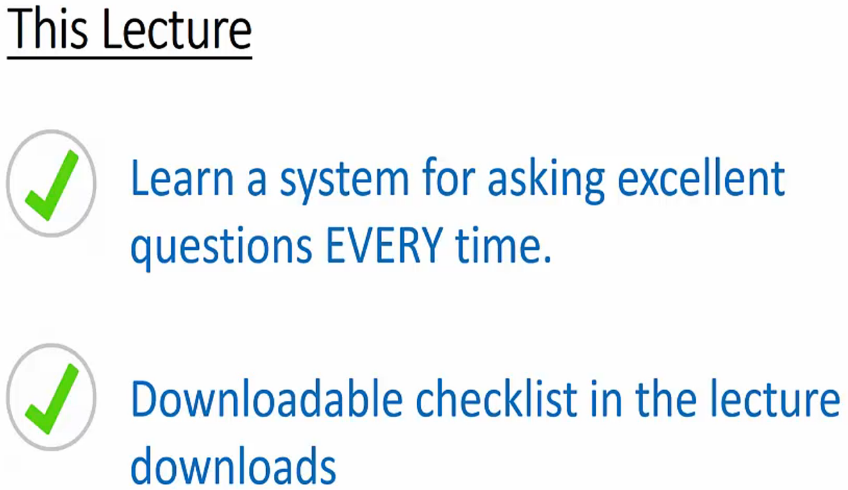 This Lecture
Learn a system for asking excellent
questions EVERY time.
Downloadable checklist in the lecture
downloads